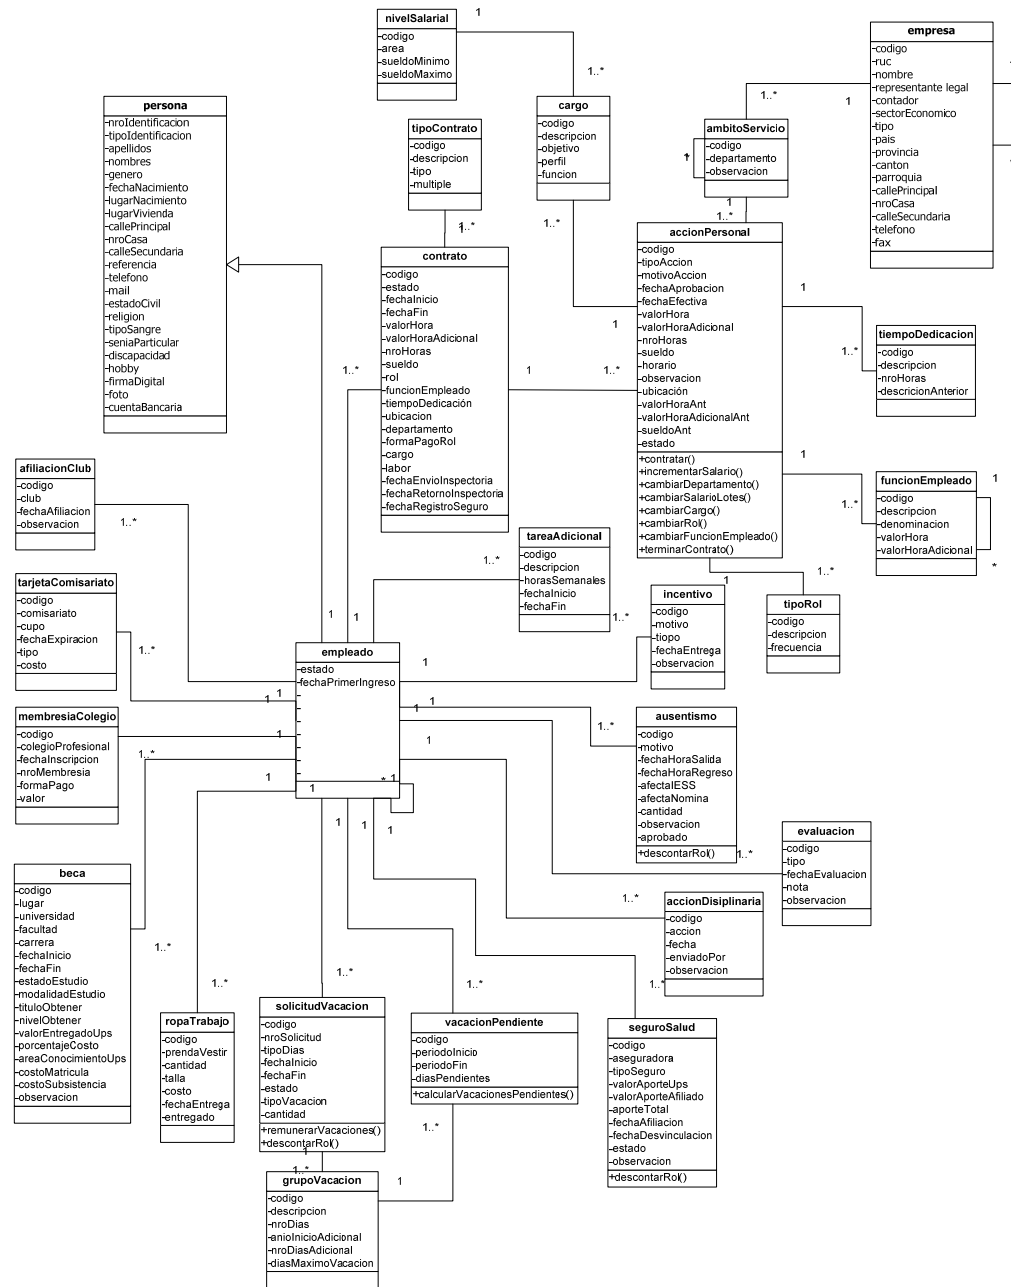 nivelSalarial
-codigo
-area
-sueldoMinimo
-sueldoMaximo
1
1..*
empresa
-codigo
-ruc
-nombre
-representante legal
-contador
-sectorEconomico
-tipo
-pais
-provincia
-canton
-parroquia
-callePrincipal
-nroCasa
-calleSecundaria
-telefono
-fax
persona
-nroIdentificacion
-tipoIdentificacion
-apellidos
-nombres
-genero
-fechaNacimiento
-lugarNacimiento
-lugarVivienda
-callePrincipal
-nroCasa
-calleSecundaria
-referencia
-telefono
-mail
-estadoCivil
-religion
-tipoSangre
-seniaParticular
-discapacidad
-hobby
-firmaDigital
-foto
-cuentaBancaria
tipoContrato
-codigo
-descripcion
-tipo
-multiple
1..*
1
cargo
-codigo
-descripcion
-objetivo
-perfil
-funcion
1..*
1
1..*
1
ambitoServicio
-codigo
-departamento
-observacion
1
1
1..*
contrato
-codigo
-estado
-fechaInicio
-fechaFin
-valorHora
-valorHoraAdicional
-nroHoras
-sueldo
-rol
-funcionEmpleado
-tiempoDedicación
-ubicacion
-departamento
-formaPagoRol
-cargo
-labor
-fechaEnvioInspectoria
-fechaRetornoInspectoria
-fechaRegistroSeguro
1..*
1
1..*
accionPersonal
-codigo
-tipoAccion
-motivoAccion
-fechaAprobacion
-fechaEfectiva
-valorHora
-valorHoraAdicional
-nroHoras
-sueldo
-horario
-observacion
-ubicación
-valorHoraAnt
-valorHoraAdicionalAnt
-sueldoAnt
-estado
+contratar()
+incrementarSalario()
+cambiarDepartamento()
+cambiarSalarioLotes()
+cambiarCargo()
+cambiarRol()
+cambiarFuncionEmpleado()
+terminarContrato()
1
1..*
tiempoDedicacion
-codigo
-descripcion
-nroHoras
-descricionAnterior
1
1..*
funcionEmpleado
-codigo
-descripcion
-denominacion
-valorHora
-valorHoraAdicional
1
*
afiliacionClub
-codigo
-club
-fechaAfiliacion
-observacion
1..*
tareaAdicional
-codigo
-descripcion
-horasSemanales
-fechaInicio
-fechaFin
1..*
1..*
incentivo
-codigo
-motivo
-tiopo
-fechaEntrega
-observacion
1
1..*
tipoRol
-codigo
-descripcion
-frecuencia
tarjetaComisariato
-codigo
-comisariato
-cupo
-fechaExpiracion
-tipo
-costo
1..*
1
1
empleado
-estado
-fechaPrimerIngreso
-
-
-
-
-
-
-
1
1
1
1
1
1
1
1
*
1
1
1
1
1
1
membresiaColegio
-codigo
-colegioProfesional
-fechaInscripcion
-nroMembresia
-formaPago
-valor
1..*
ausentismo
-codigo
-motivo
-fechaHoraSalida
-fechaHoraRegreso
-afectaIESS
-afectaNomina
-cantidad
-observacion
-aprobado
+descontarRol()
1..*
1..*
evaluacion
-codigo
-tipo
-fechaEvaluacion
-nota
-observacion
beca
-codigo
-lugar
-universidad
-facultad
-carrera
-fechaInicio
-fechaFin
-estadoEstudio
-modalidadEstudio
-tituloObtener
-nivelObtener
-valorEntregadoUps
-porcentajeCosto
-areaConocimientoUps
-costoMatricula
-costoSubsistencia
-observacion
1..*
accionDisiplinaria
-codigo
-accion
-fecha
-enviadoPor
-observacion
1..*
1..*
ropaTrabajo
-codigo
-prendaVestir
-cantidad
-talla
-costo
-fechaEntrega
-entregado
1..*
solicitudVacacion
-codigo
-nroSolicitud
-tipoDias
-fechaInicio
-fechaFin
-estado
-tipoVacacion
-cantidad
+remunerarVacaciones()
+descontarRol()
1..*
1
1..*
vacacionPendiente
-codigo
-periodoInicio
-periodoFin
-diasPendientes
+calcularVacacionesPendientes()
1..*
1..*
1
seguroSalud
-codigo
-aseguradora
-tipoSeguro
-valorAporteUps
-valorAporteAfiliado
-aporteTotal
-fechaAfiliacion
-fechaDesvinculacion
-estado
-observacion
+descontarRol()
grupoVacacion
-codigo
-descripcion
-nroDias
-anioInicioAdicional
-nroDiasAdicional
-diasMaximoVacacion